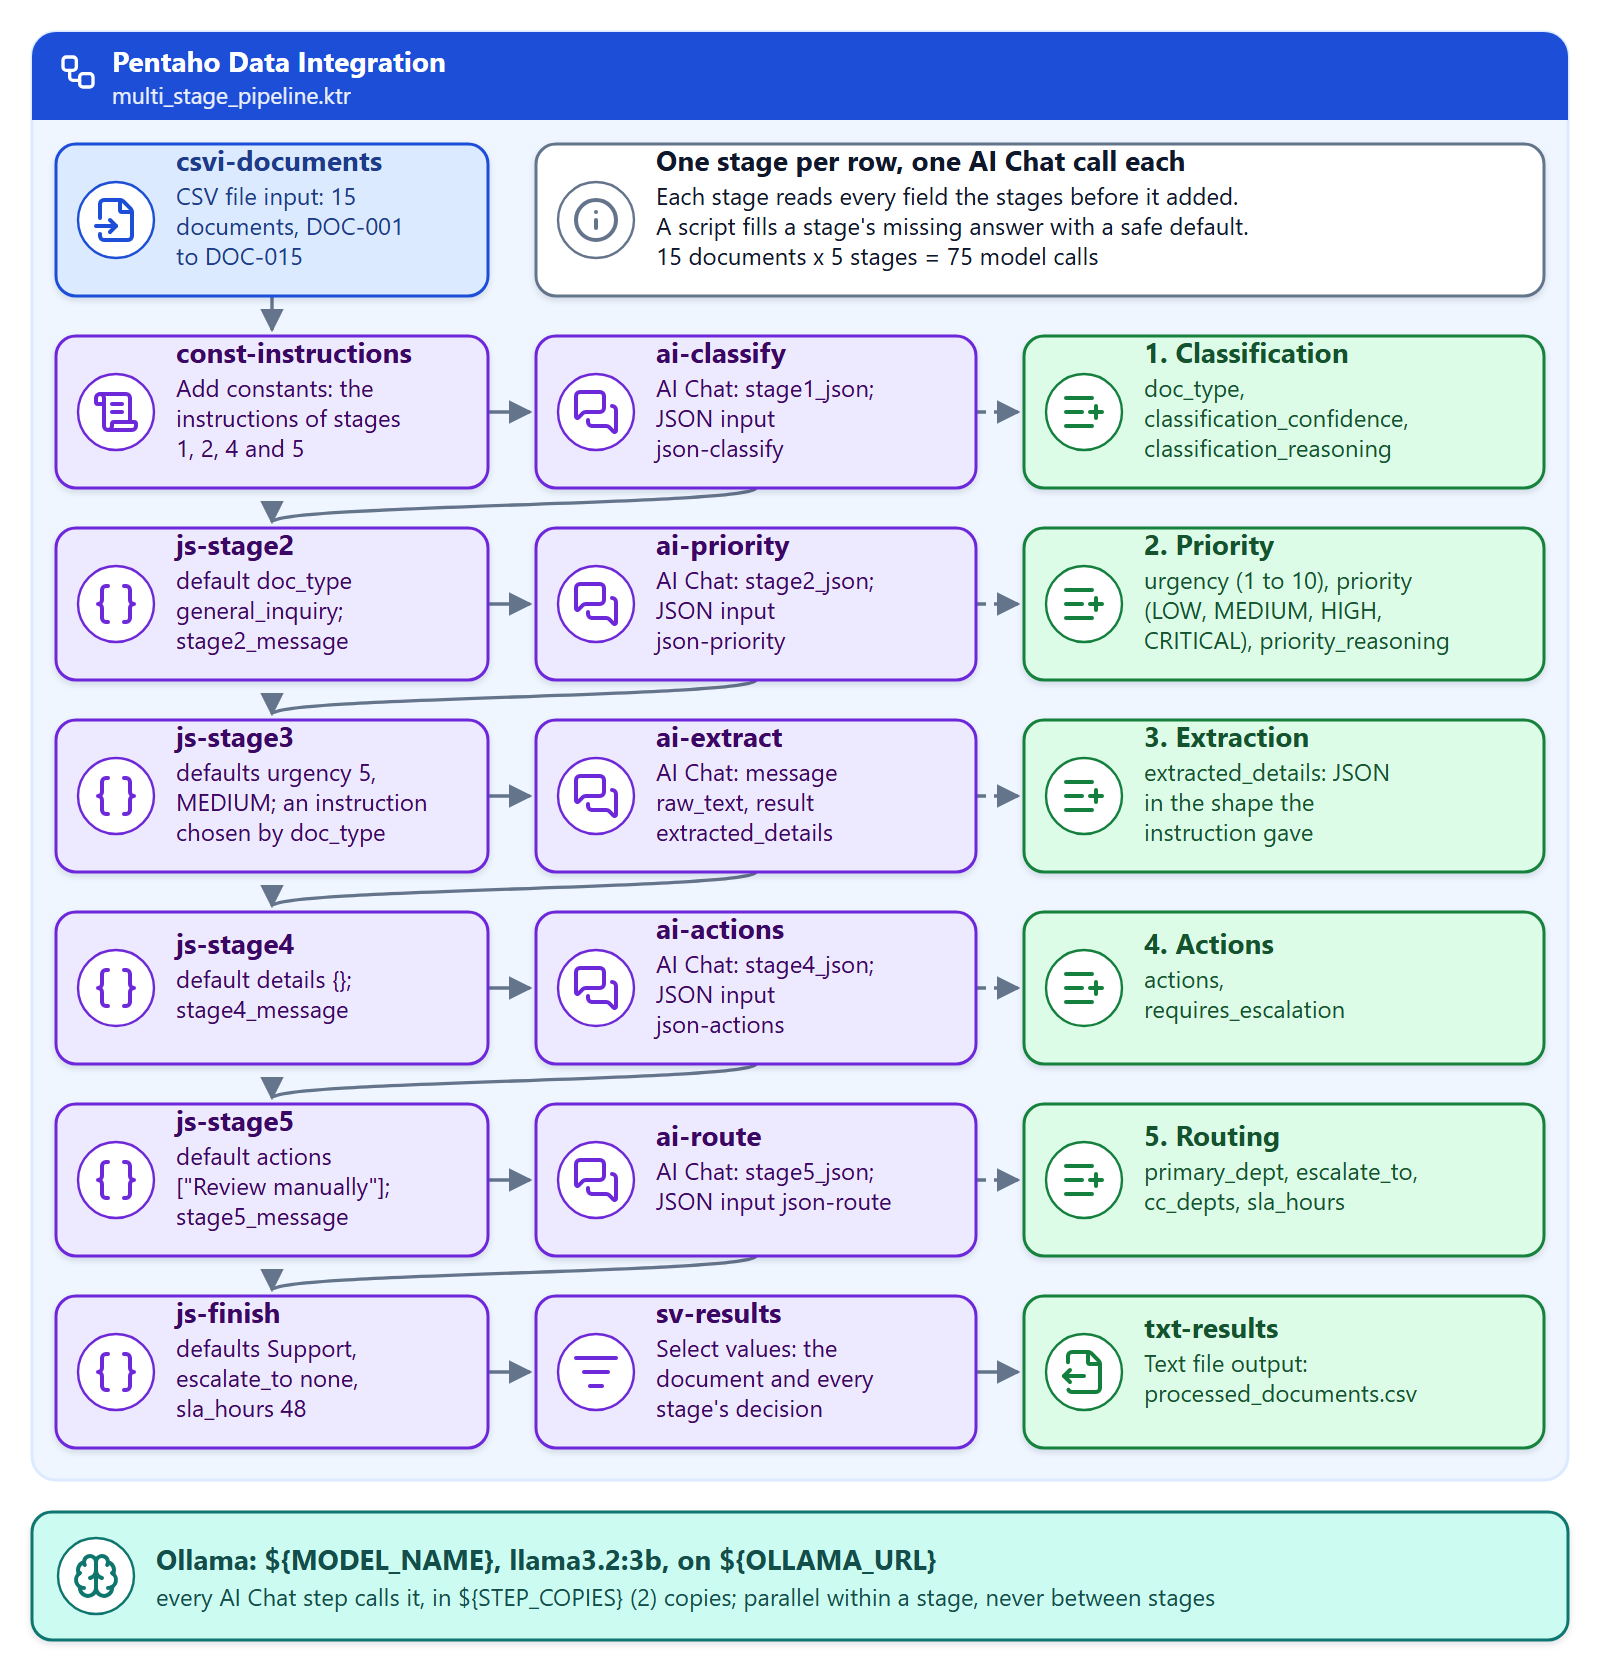 Pentaho Data Integration
multi_stage_pipeline.ktr
csvi-documents
CSV file input: 15
documents, DOC-001
to DOC-015
One stage per row, one AI Chat call each
Each stage reads every field the stages before it added.
A script fills a stage's missing answer with a safe default.
15 documents x 5 stages = 75 model calls
const-instructions
Add constants: the
instructions of stages
1, 2, 4 and 5
ai-classify
AI Chat: stage1_json;
JSON input
json-classify
1. Classification
doc_type,
classification_confidence,
classification_reasoning
js-stage2
default doc_type
general_inquiry;
stage2_message
ai-priority
AI Chat: stage2_json;
JSON input
json-priority
2. Priority
urgency (1 to 10), priority
(LOW, MEDIUM, HIGH,
CRITICAL), priority_reasoning
js-stage3
defaults urgency 5,
MEDIUM; an instruction
chosen by doc_type
ai-extract
AI Chat: message
raw_text, result
extracted_details
3. Extraction
extracted_details: JSON
in the shape the
instruction gave
js-stage4
default details {};
stage4_message
ai-actions
AI Chat: stage4_json;
JSON input
json-actions
4. Actions
actions,
requires_escalation
js-stage5
default actions
["Review manually"];
stage5_message
ai-route
AI Chat: stage5_json;
JSON input json-route
5. Routing
primary_dept, escalate_to,
cc_depts, sla_hours
js-finish
defaults Support,
escalate_to none,
sla_hours 48
sv-results
Select values: the
document and every
stage's decision
txt-results
Text file output:
processed_documents.csv
Ollama: ${MODEL_NAME}, llama3.2:3b, on ${OLLAMA_URL}
every AI Chat step calls it, in ${STEP_COPIES} (2) copies; parallel within a stage, never between stages